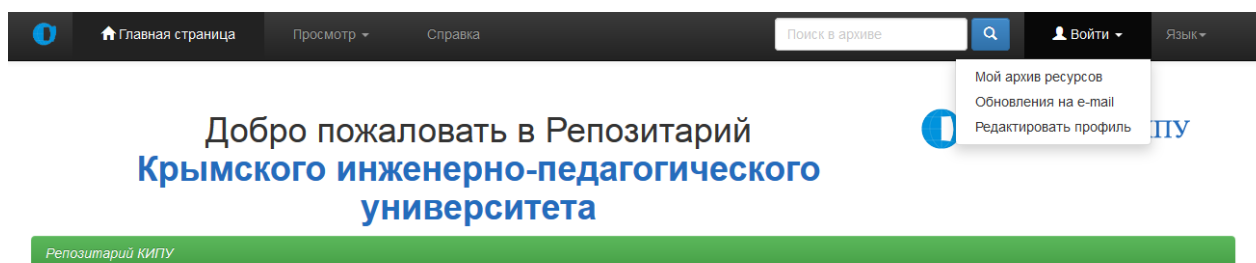 Главная страница Просмотр Справка Поиск в архиве Войти Язык
Мой архив ресурсов
Обновления на e-mail
Редактировать профиль
Добро пожаловать в Репозитарий
Крымского инженерно-педагогического
университета
Репозитарий КИПУ